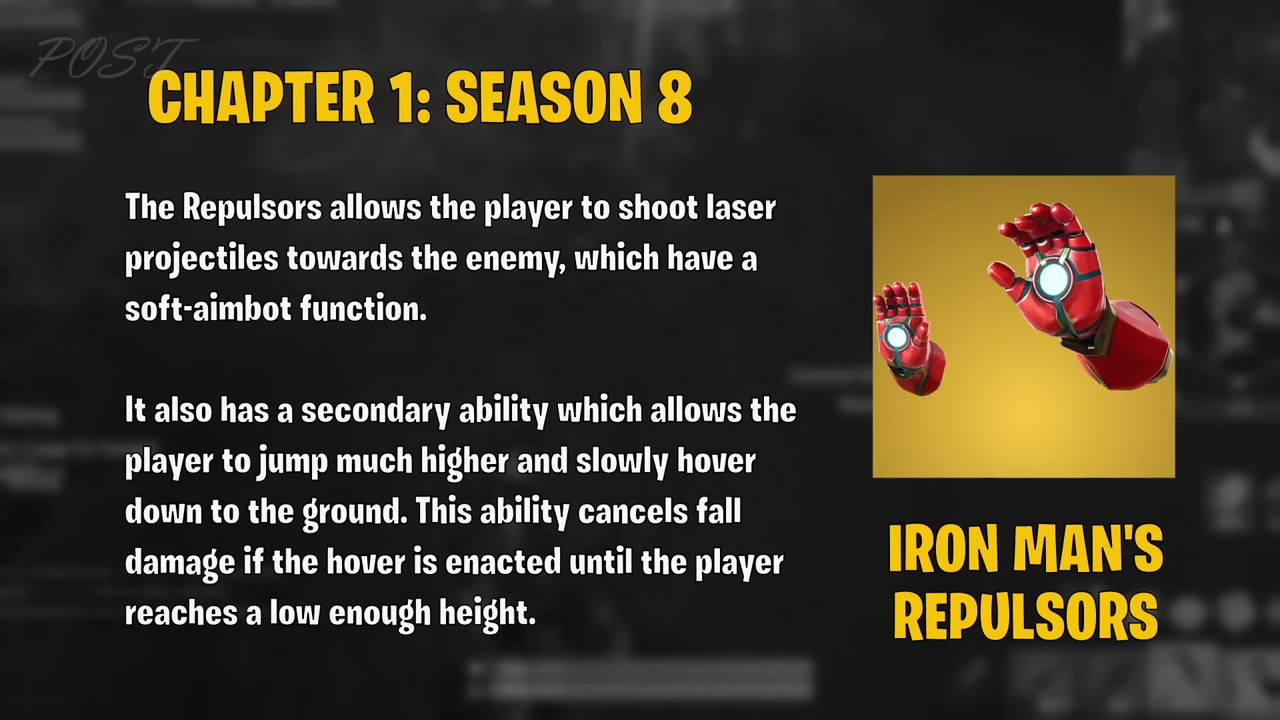 POST
CHAPTER 1: SEASON 8
The Repulsors allows the player to shoot laser
projectiles towards the enemy, which have a
soft-aimbot function.
It also has a secondary ability which allows the
player to jump much higher and slowly hover
down to the ground. This ability cancels fall
damage if the hover is enacted until the player
reaches a low enough height.
IRON MAN'S
REPULSORS